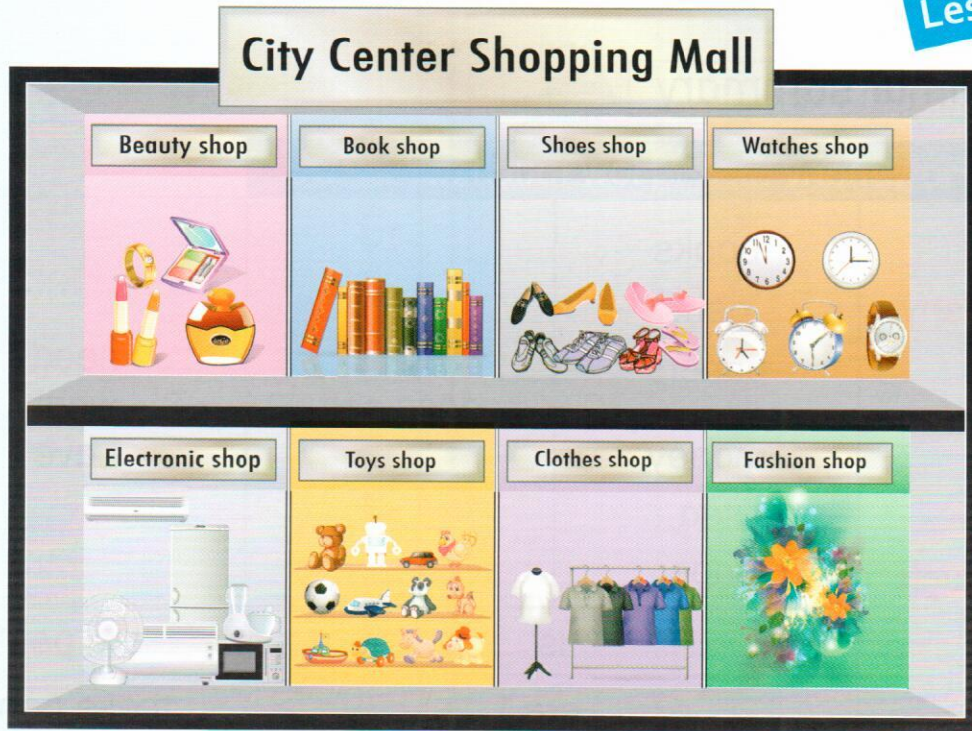 Les
City Center Shopping Mall
Beauty shop
Book shop
Shoes shop
Watches shop
Electronic shop
Toys shop
Clothes shop
Fashion shop